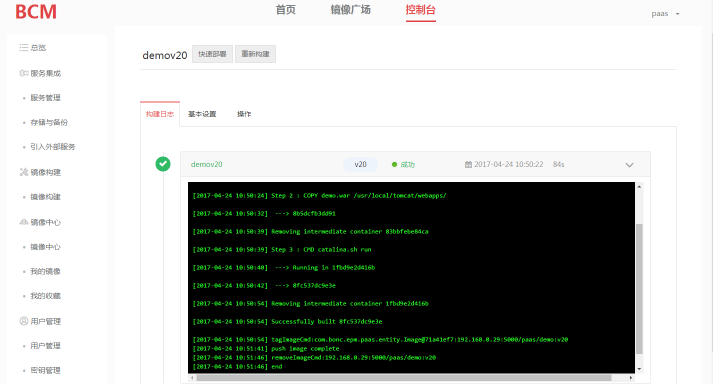 BCM
首页
镜像广场
控制台
paas
总览
服务集成
服务管理
存储与备份
引入外部服务
镜像构建
镜像构建
镜像中心
镜像中心
我的镜像
我的收藏
用户管理
用户管理
密钥管理
demov20
快速部署
重新构建
构建日志
基本设置
操作
demov20
v20
成功
2017-04-24 10:50:22
84s
[2017-04-24 10:50:24] Step 2 : COPY demo.war /usr/local/tomcat/webapps/
[2017-04-24 10:50:32] ---> 8b5dcfb3dd91
[2017-04-24 10:50:39] Removing intermediate container 83bbfebe84ca
[2017-04-24 10:50:39] Step 3 : CMD catalina.sh run
[2017-04-24 10:50:40] ---> Running in 1fbd9e2d416b
[2017-04-24 10:50:42] ---> 8fc537dc9e3e
[2017-04-24 10:50:54] Removing intermediate container 1fbd9e2d416b
[2017-04-24 10:50:54] Successfully built 8fc537dc9e3e
[2017-04-24 10:50:54] tagImageCmd:com.bonc.epm.paas.entity.Image@71a41ef7:192.168.0.29:5000/paas/demo:v20
[2017-04-24 10:51:41] push image complete
[2017-04-24 10:51:46] removeImageCmd:192.168.0.29:5000/paas/demo:v20
[2017-04-24 10:51:46] end